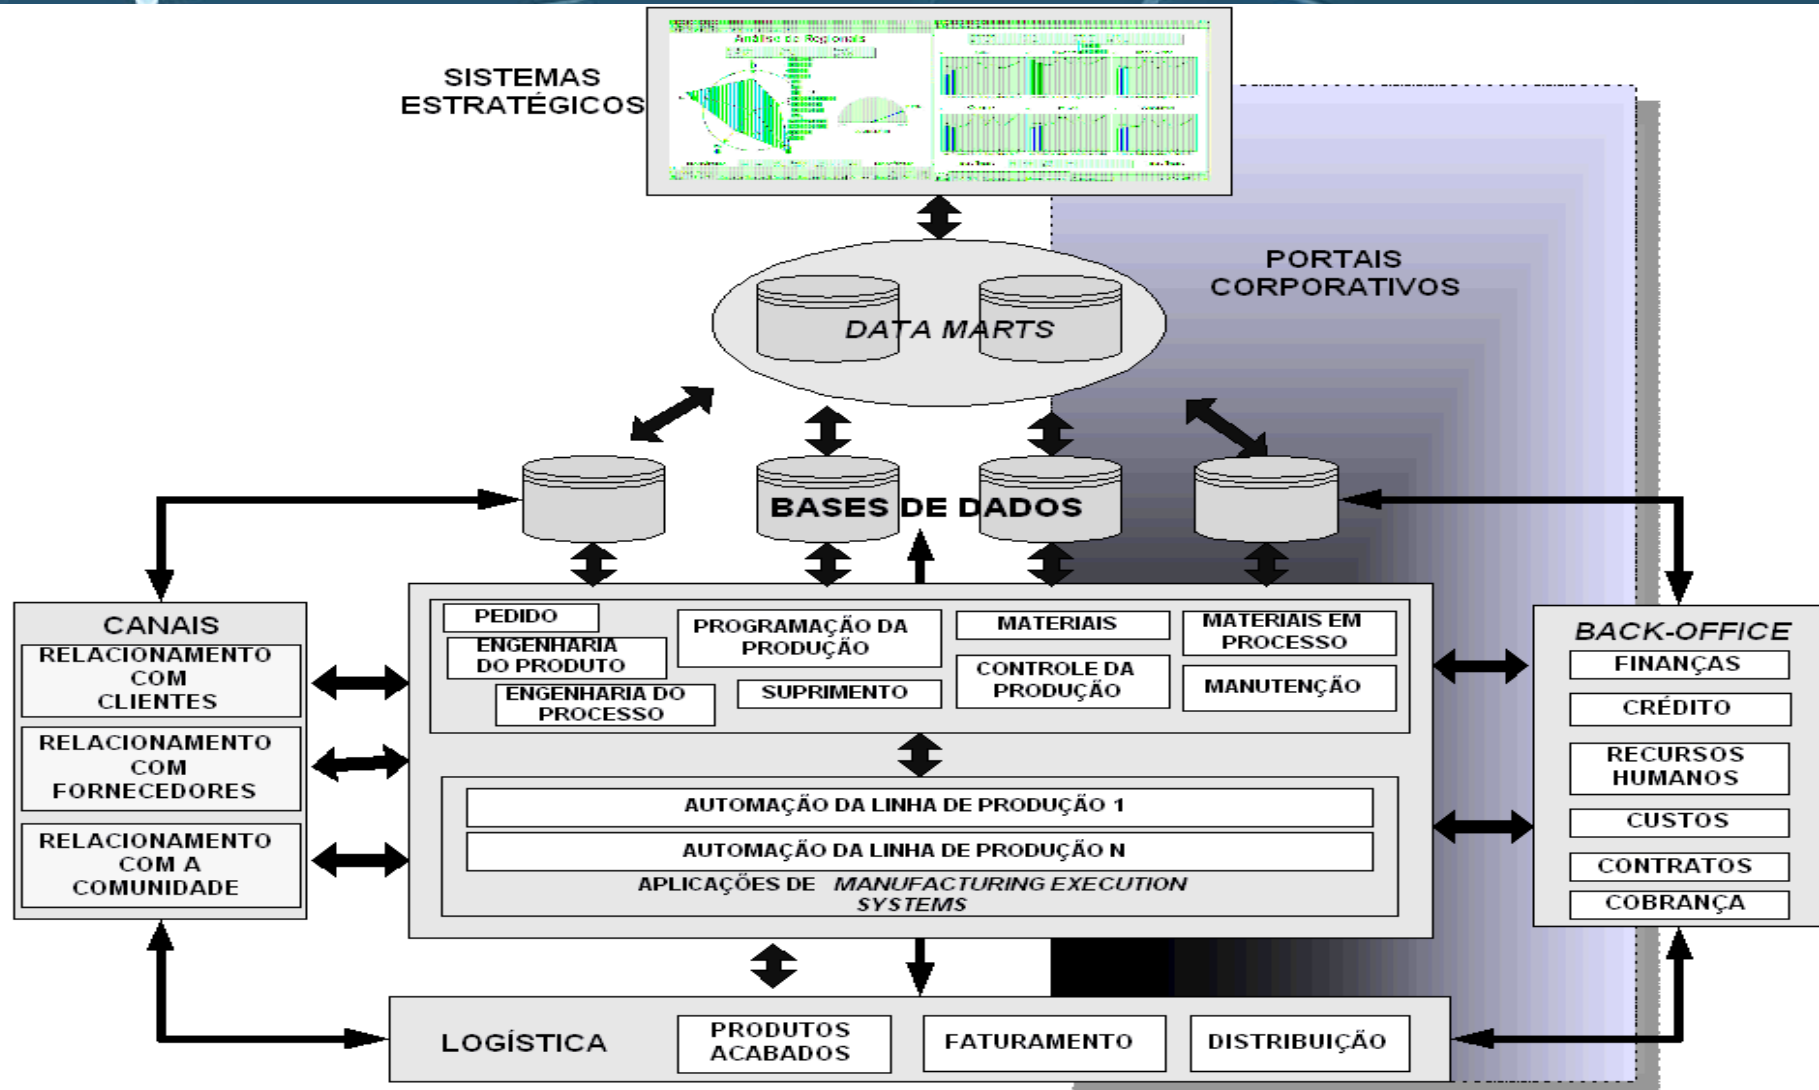 Análise de Regionais
SISTEMAS
ESTRATÉGICOS
PORTAIS
CORPORATIVOS
DATA MARTS
BASES DE DADOS
CANAIS
RELACIONAMENTO
COM
CLIENTES
RELACIONAMENTO
COM
FORNECEDORES
RELACIONAMENTO
COM A
COMUNIDADE
PEDIDO
ENGENHARIA
DO PRODUTO
ENGENHARIA DO
PROCESSO
PROGRAMAÇÃO DA
PRODUÇÃO
SUPRIMENTO
MATERIAIS
CONTROLE DA
PRODUÇÃO
MATERIAIS EM
PROCESSO
MANUTENÇÃO
AUTOMAÇÃO DA LINHA DE PRODUÇÃO 1
AUTOMAÇÃO DA LINHA DE PRODUÇÃO N
APLICAÇÕES DE MANUFACTURING EXECUTION
SYSTEMS
BACK-OFFICE
FINANÇAS
CRÉDITO
RECURSOS
HUMANOS
CUSTOS
CONTRATOS
COBRANÇA
LOGÍSTICA
PRODUTOS
ACABADOS
FATURAMENTO
DISTRIBUIÇÃO